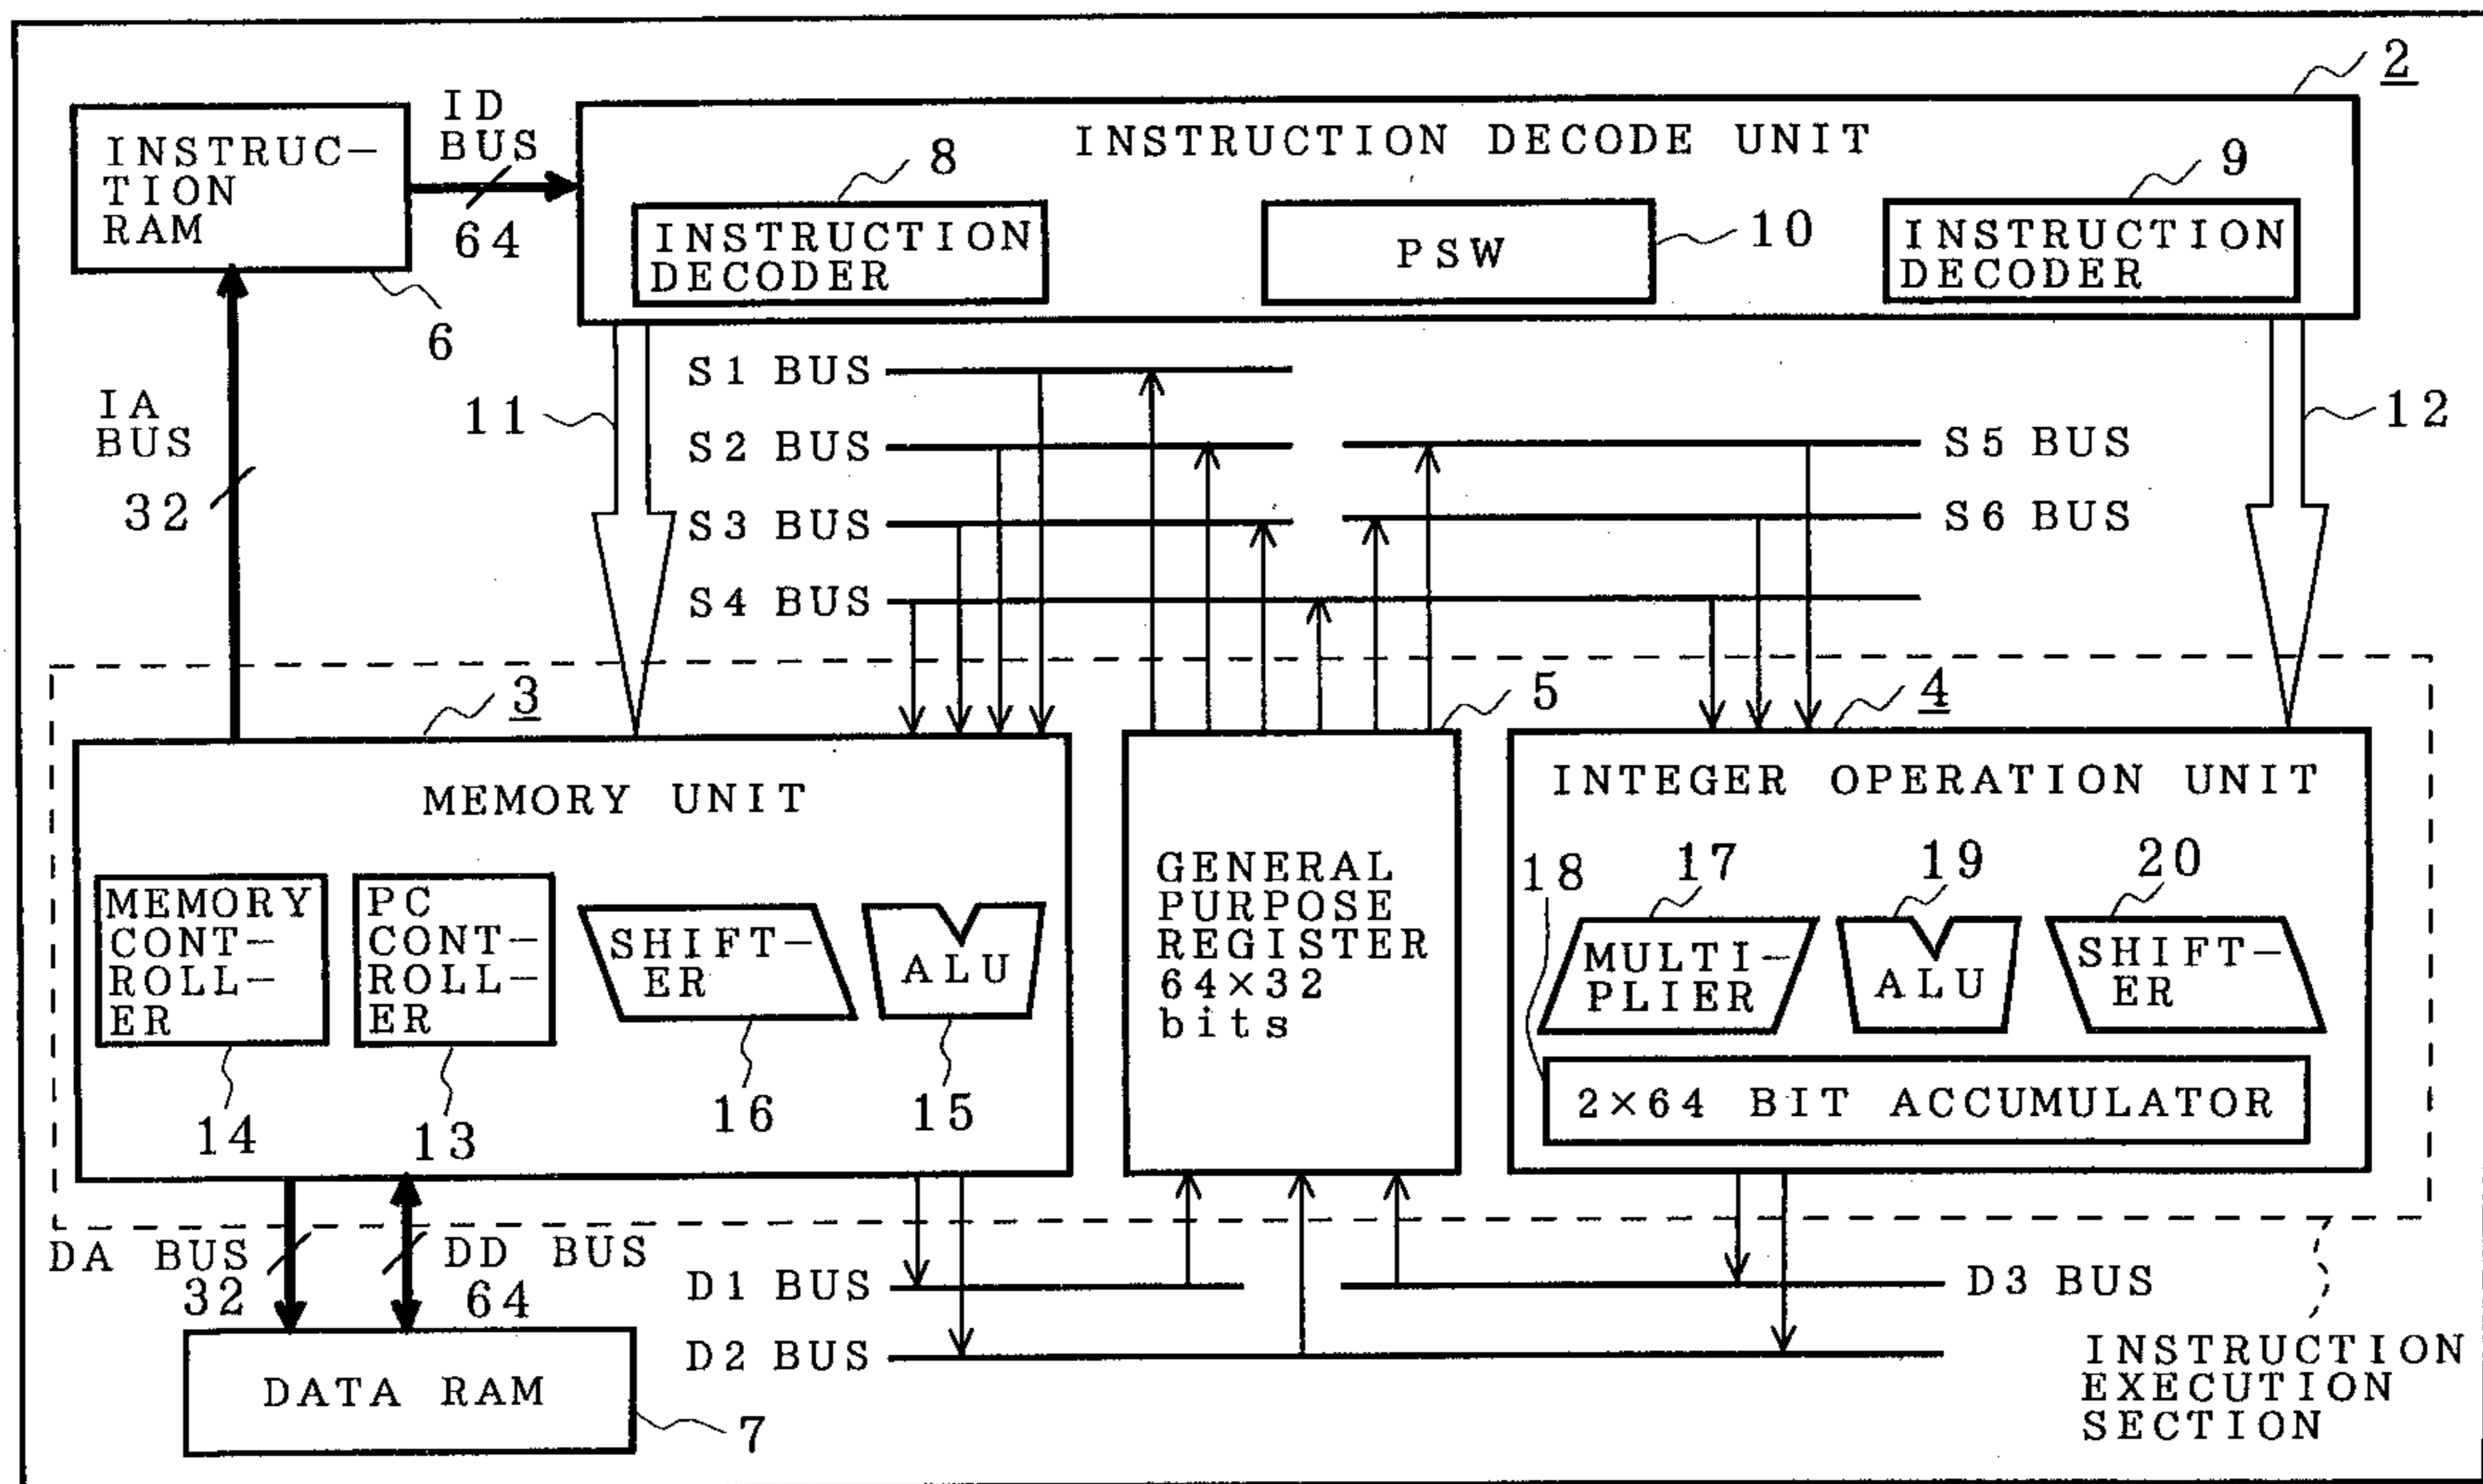 2
INSTRUC-
TION
RAM
ID
BUS
64
6
INSTRUCTION DECODE UNIT
8
INSTRUCTION
DECODER
PSW
10
9
INSTRUCTION
DECODER
IA
BUS
32
11
12
S1 BUS
S2 BUS
S3 BUS
S4 BUS
S5 BUS
S6 BUS
3
MEMORY UNIT
MEMORY
CONT-
ROLL-
ER
14
PC
CONT-
ROLL-
ER
13
SHIFT-
ER
16
ALU
15
5
GENERAL
PURPOSE
REGISTER
64×32
bits
4
INTEGER OPERATION UNIT
18
17
MULTI-
PLIER
19
ALU
20
SHIFT-
ER
2×64 BIT ACCUMULATOR
DA BUS
32
DD BUS
64
D1 BUS
D2 BUS
D3 BUS
DATA RAM
7
INSTRUCTION
EXECUTION
SECTION